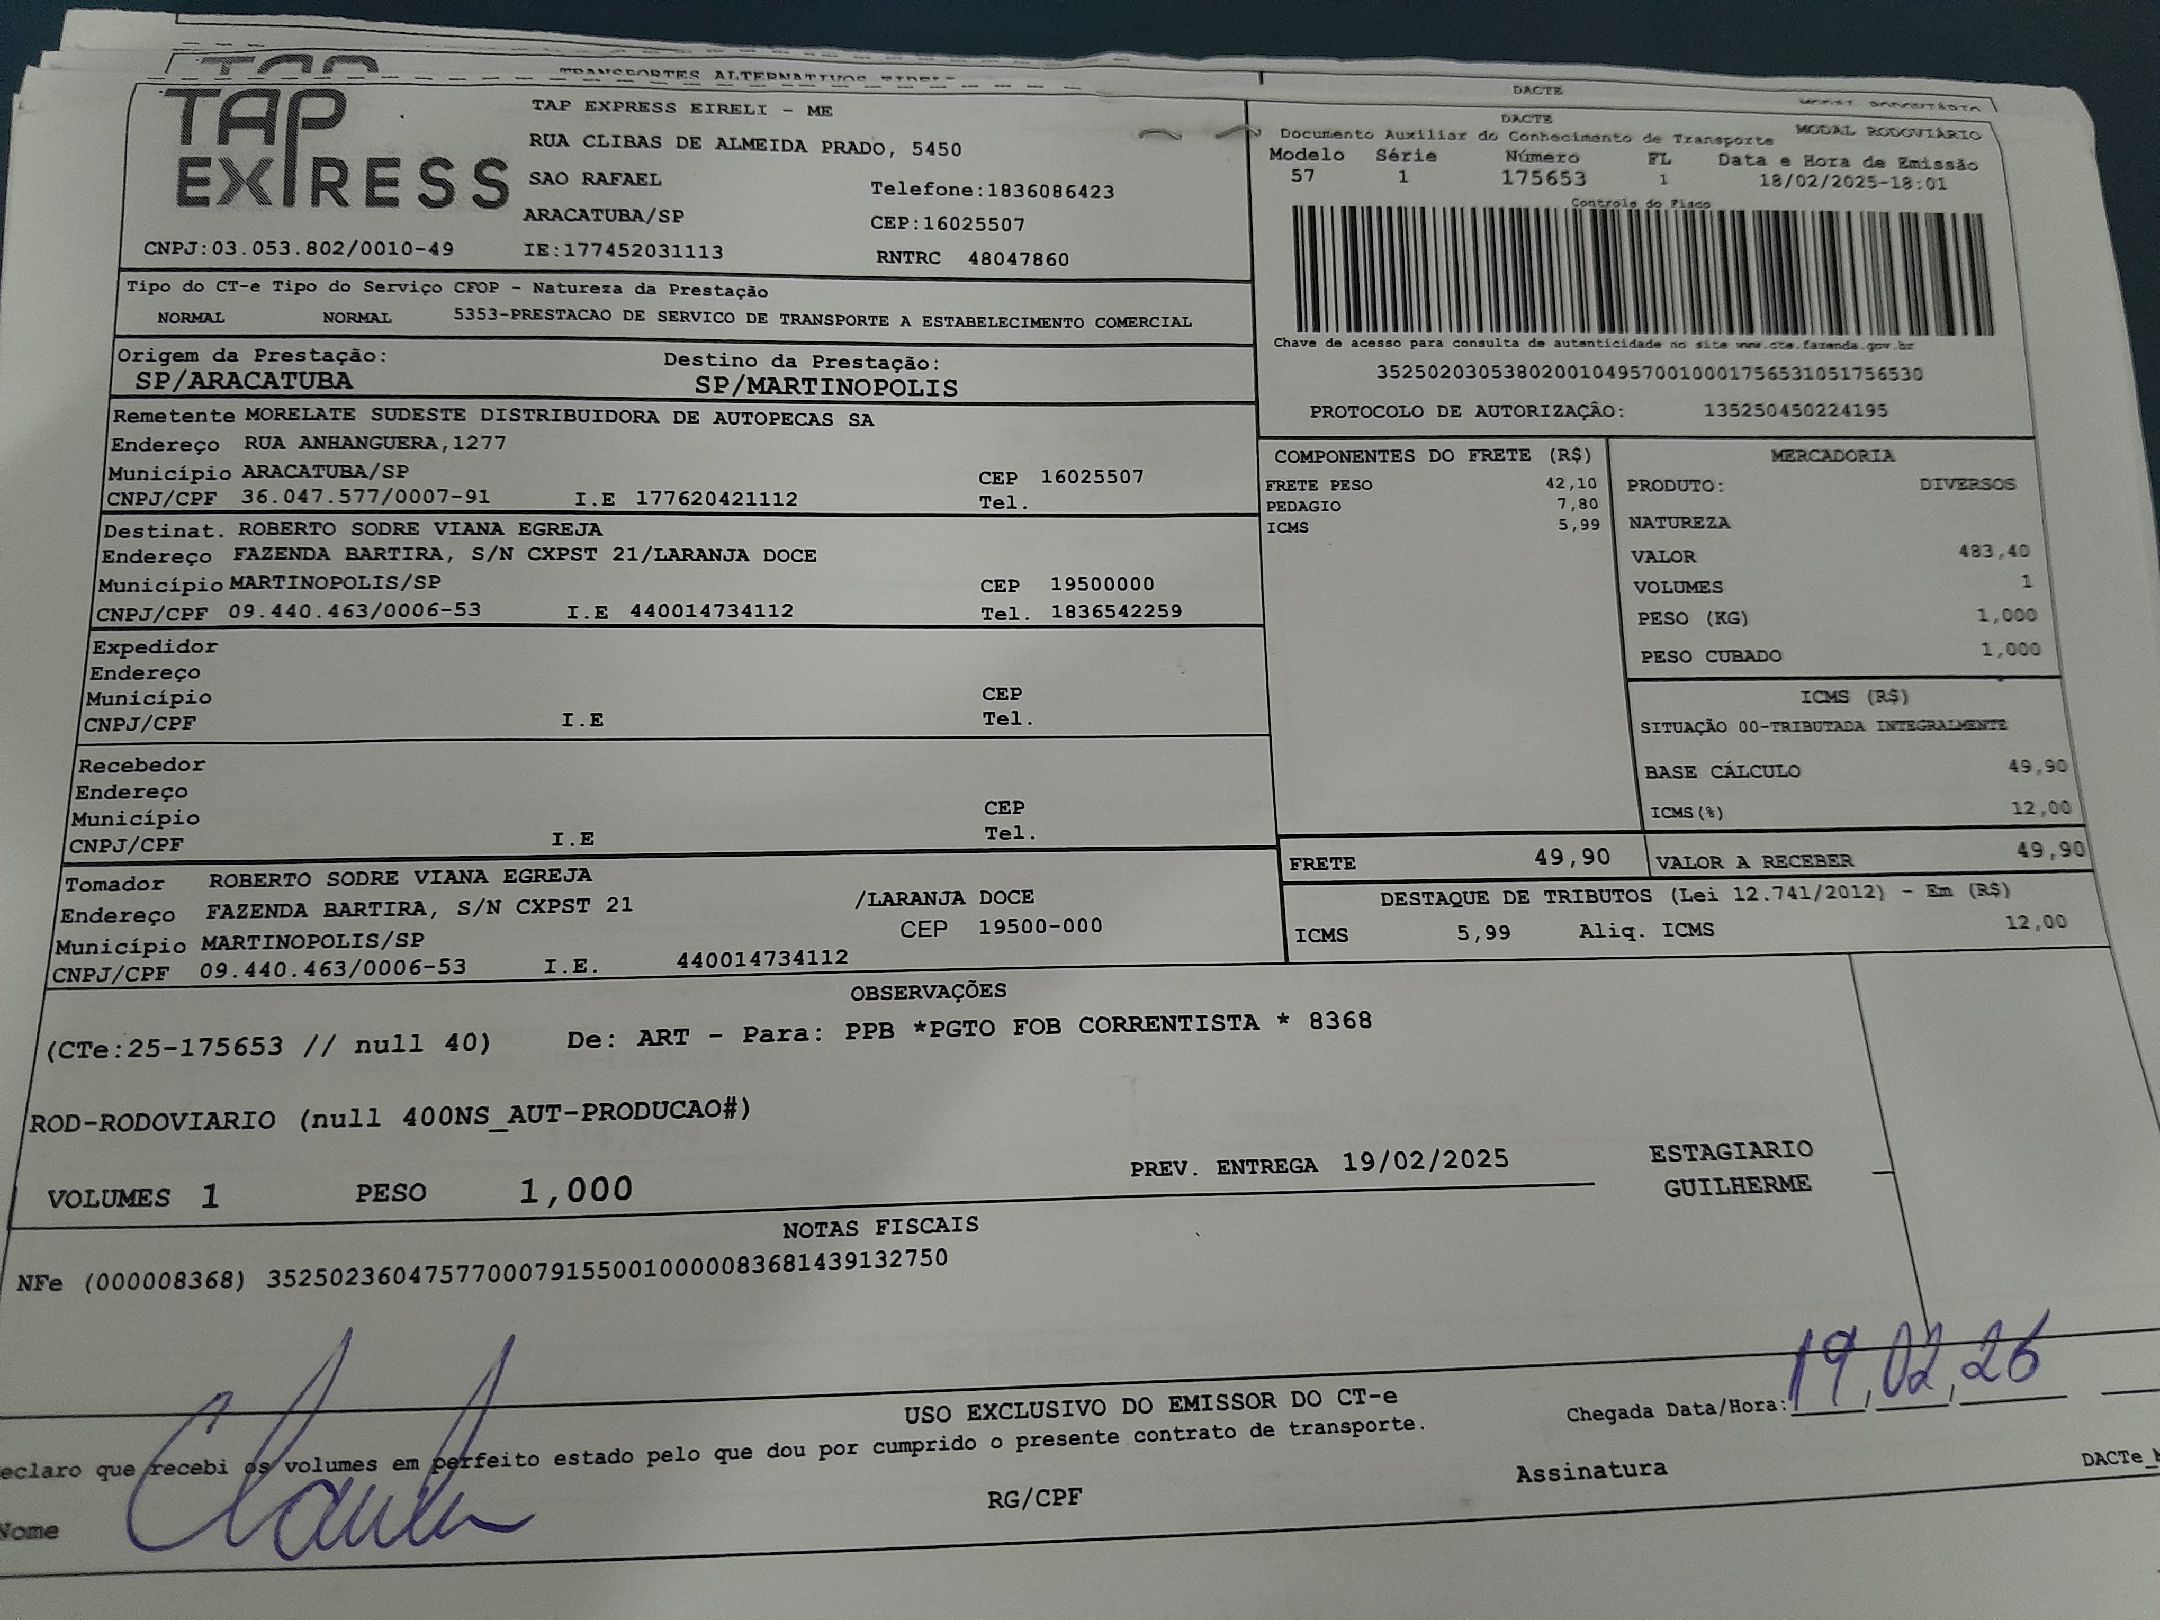 TRANSPORTES ALTERNATIVOS EIRELI
DACTE
TAP EXPRESS
TAP EXPRESS EIRELI - ME
RUA CLIBAS DE ALMEIDA PRADO, 5450
SAO RAFAEL
Telefone:1836086423
ARACATUBA/SP
CEP:16025507
CNPJ:03.053.802/0010-49 IE:177452031113 RNTRC 48047860
DACTE
Documento Auxiliar do Conhecimento de Transporte MODAL RODOVIÁRIO
Modelo Série Número FL Data e Hora de Emissão
57 1 175653 1 18/02/2025-18:01
Controle do Fisco
Chave de acesso para consulta de autenticidade no site www.cte.fazenda.gov.br
35250203053802001049570010001756531051756530
PROTOCOLO DE AUTORIZAÇÃO: 135250450224195
Tipo do CT-e Tipo do Serviço CFOP - Natureza da Prestação
NORMAL NORMAL 5353-PRESTACAO DE SERVICO DE TRANSPORTE A ESTABELECIMENTO COMERCIAL
Origem da Prestação: Destino da Prestação:
SP/ARACATUBA SP/MARTINOPOLIS
Remetente MORELATE SUDESTE DISTRIBUIDORA DE AUTOPECAS SA
Endereço RUA ANHANGUERA,1277
Município ARACATUBA/SP CEP 16025507
CNPJ/CPF 36.047.577/0007-91 I.E 177620421112 Tel.
Destinat. ROBERTO SODRE VIANA EGREJA
Endereço FAZENDA BARTIRA, S/N CXPST 21/LARANJA DOCE
Município MARTINOPOLIS/SP CEP 19500000
CNPJ/CPF 09.440.463/0006-53 I.E 440014734112 Tel. 1836542259
Expedidor
Endereço
Município CEP
CNPJ/CPF I.E Tel.
Recebedor
Endereço
Município CEP
CNPJ/CPF I.E Tel.
Tomador ROBERTO SODRE VIANA EGREJA
Endereço FAZENDA BARTIRA, S/N CXPST 21 /LARANJA DOCE
Município MARTINOPOLIS/SP CEP 19500-000
CNPJ/CPF 09.440.463/0006-53 I.E. 440014734112
COMPONENTES DO FRETE (R$)
FRETE PESO 42,10
PEDAGIO 7,80
ICMS 5,99
MERCADORIA
PRODUTO: DIVERSOS
NATUREZA
VALOR 483,40
VOLUMES 1
PESO (KG) 1,000
PESO CUBADO 1,000
ICMS (R$)
SITUAÇÃO 00-TRIBUTADA INTEGRALMENTE
BASE CÁLCULO 49,90
ICMS(%) 12,00
FRETE 49,90 VALOR A RECEBER 49,90
DESTAQUE DE TRIBUTOS (Lei 12.741/2012) - Em (R$)
ICMS 5,99 Aliq. ICMS 12,00
OBSERVAÇÕES
(CTe:25-175653 // null 40) De: ART - Para: PPB *PGTO FOB CORRENTISTA * 8368
ROD-RODOVIARIO (null 400NS_AUT-PRODUCAO#)
VOLUMES 1 PESO 1,000 PREV. ENTREGA 19/02/2025 ESTAGIARIO
GUILHERME
NOTAS FISCAIS
NFe (000008368) 35250236047577000791550010000083681439132750
USO EXCLUSIVO DO EMISSOR DO CT-e
Chegada Data/Hora: 19,02,26
eclaro que recebi os volumes em perfeito estado pelo que dou por cumprido o presente contrato de transporte.
Nome RG/CPF Assinatura
DACTe_